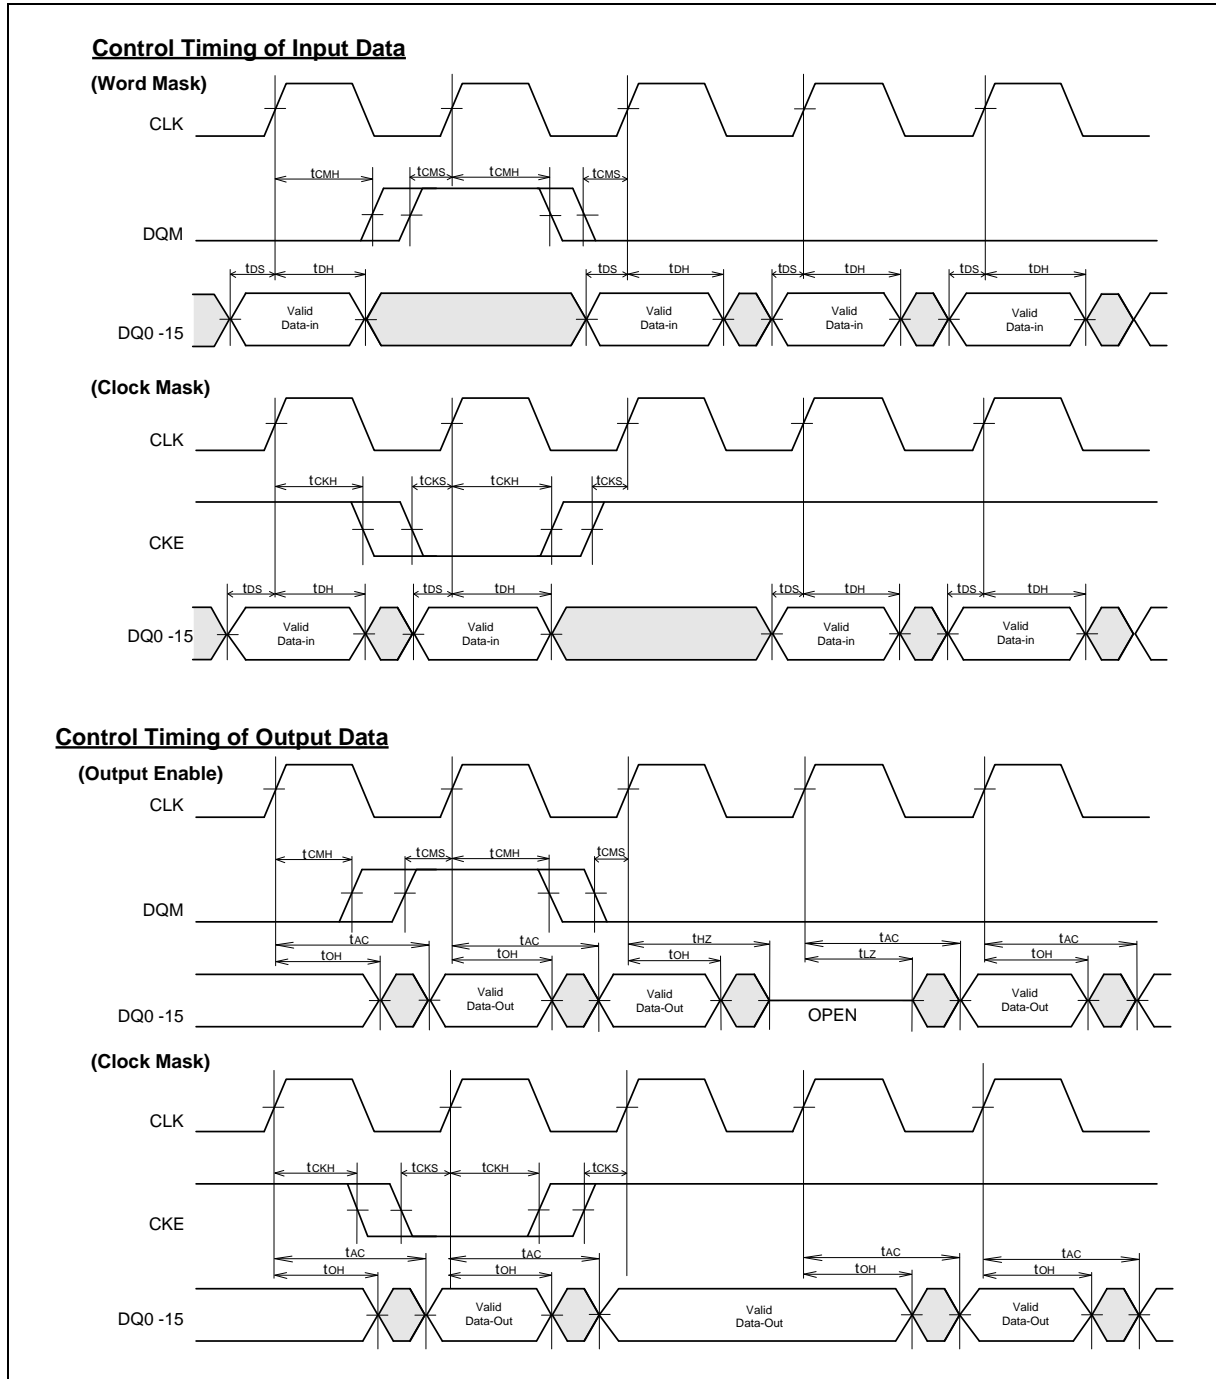 Control Timing of Input Data
(Word Mask)
CLK
tCMH tCMS tCMH tCMS
DQM
tDS tDH tDS tDH tDS tDH tDS tDH
Valid Data-in Valid Data-in Valid Data-in Valid Data-in
DQ0 -15
(Clock Mask)
CLK
tCKH tCKS tCKH tCKS
CKE
tDS tDH tDS tDH tDS tDH tDS tDH
Valid Data-in Valid Data-in Valid Data-in Valid Data-in
DQ0 -15
Control Timing of Output Data
(Output Enable)
CLK
tCMH tCMS tCMH tCMS
DQM
tAC tAC tHZ tAC tAC
tOH tOH tOH tLZ tOH
Valid Data-Out Valid Data-Out Valid Data-Out
DQ0 -15 OPEN
(Clock Mask)
CLK
tCKH tCKS tCKH tCKS
CKE
tAC tAC tAC tAC
tOH tOH tOH tOH
Valid Data-Out Valid Data-Out Valid Data-Out
DQ0 -15